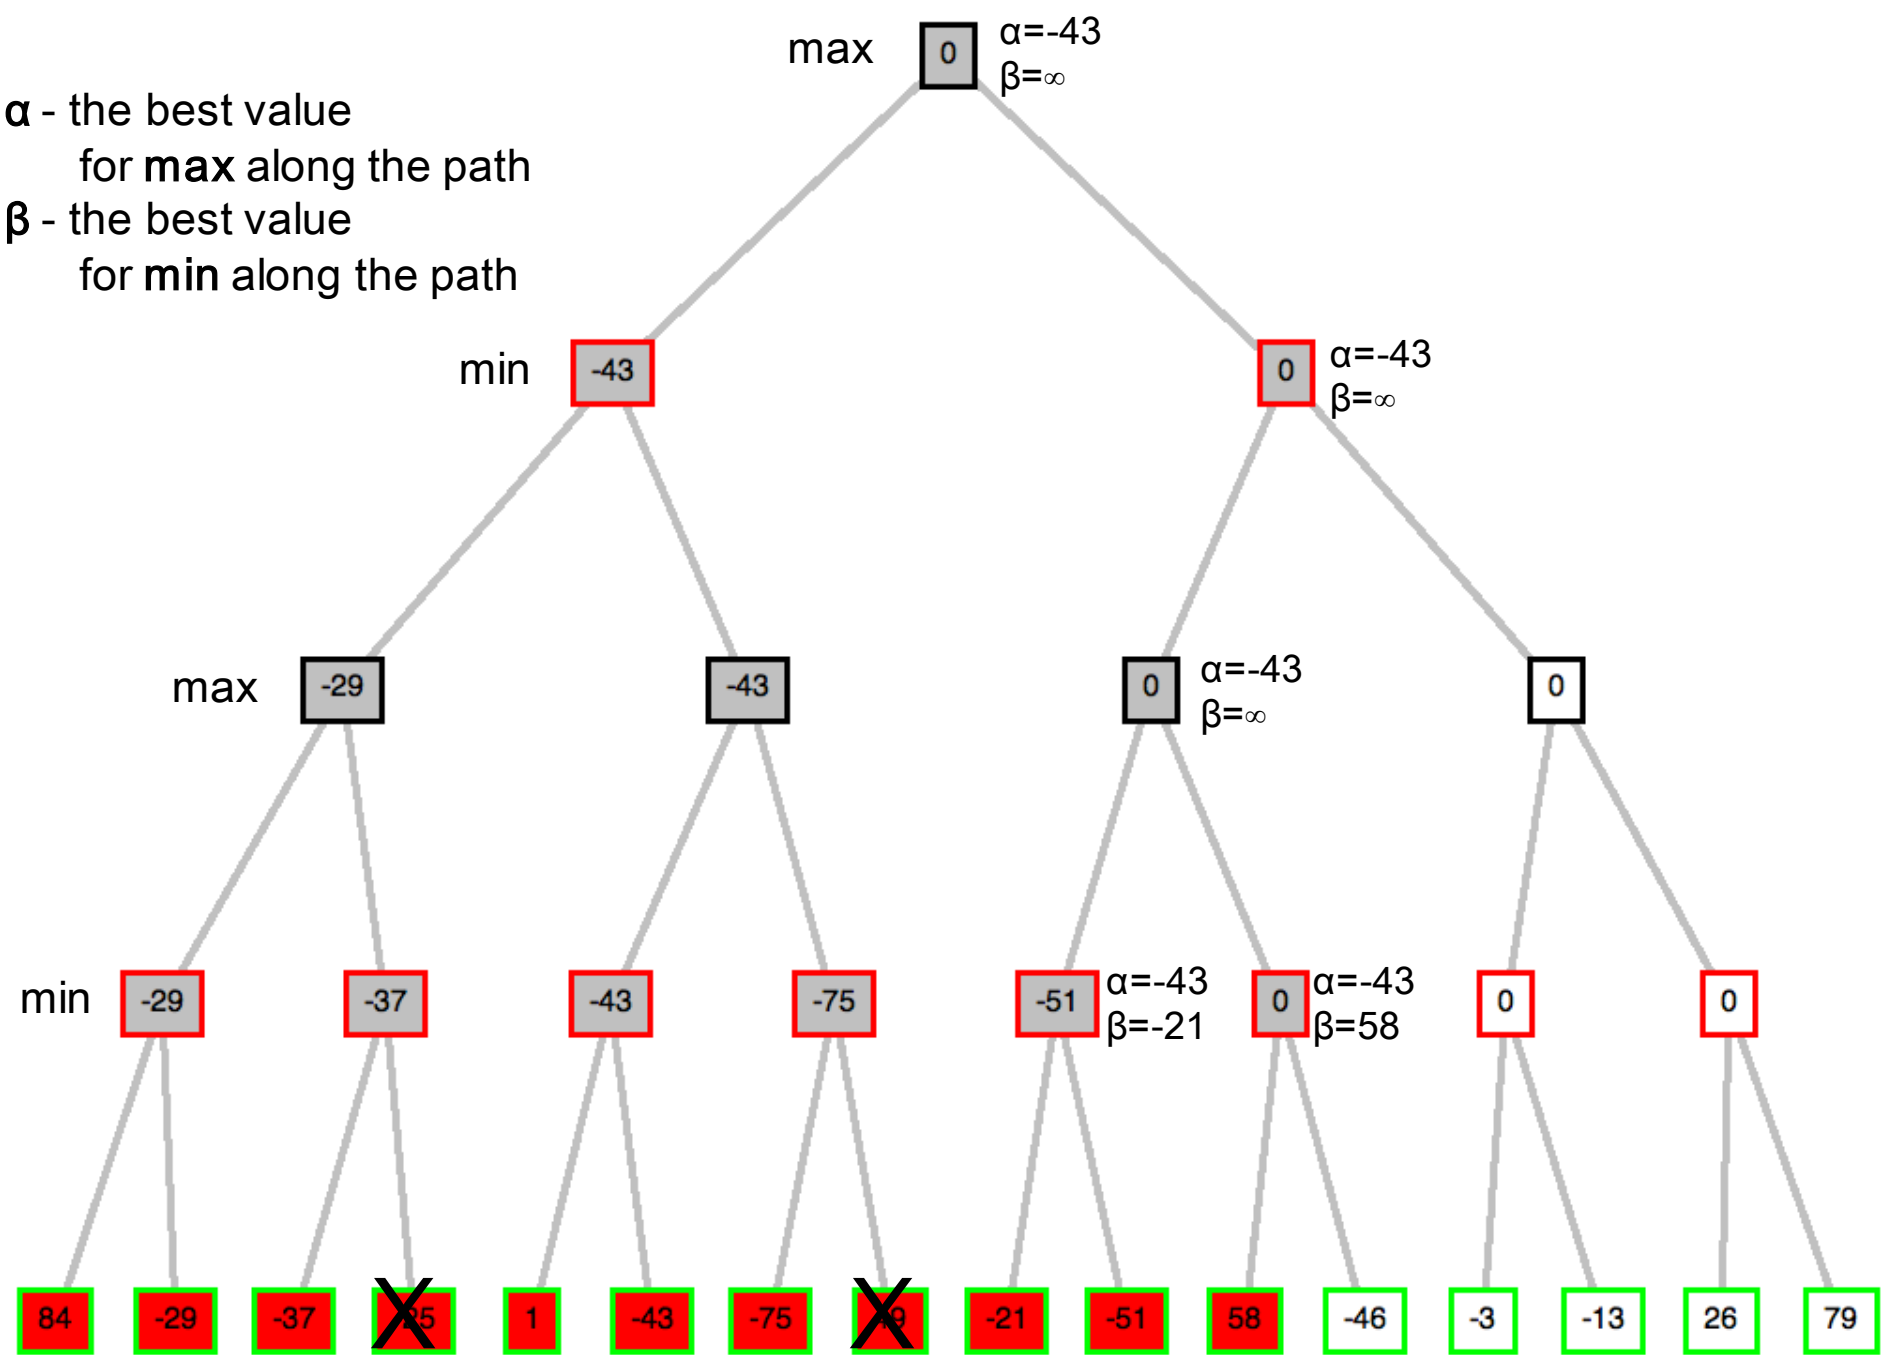 max
0
α=-43
β=∞
α - the best value
for max along the path
β - the best value
for min along the path
min
-43
0
α=-43
β=∞
max
-29
-43
0
α=-43
β=∞
0
min
-29
-37
-43
-75
-51
α=-43
β=-21
0
α=-43
β=58
0
0
84
-29
-37
1
-43
-75
-21
-51
58
-46
-3
-13
26
79